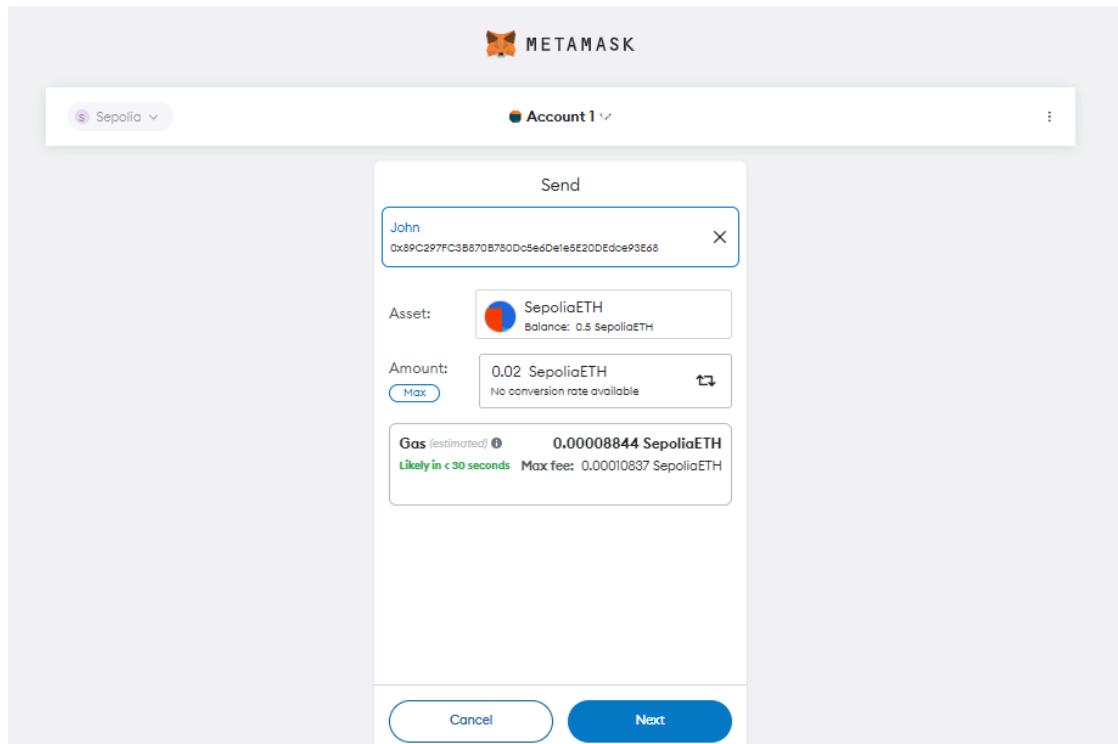 METAMASK
S Sepolia
Account 1
Send
John
0x89C297FC3B870B780Dc5e6De1e5E20DEdce93E68
Asset:
SepoliaETH
Balance: 0.5 SepoliaETH
Amount:
Max
0.02 SepoliaETH
No conversion rate available
Gas (estimated) 0.00008844 SepoliaETH
Likely in < 30 seconds Max fee: 0.00010837 SepoliaETH
Cancel
Next